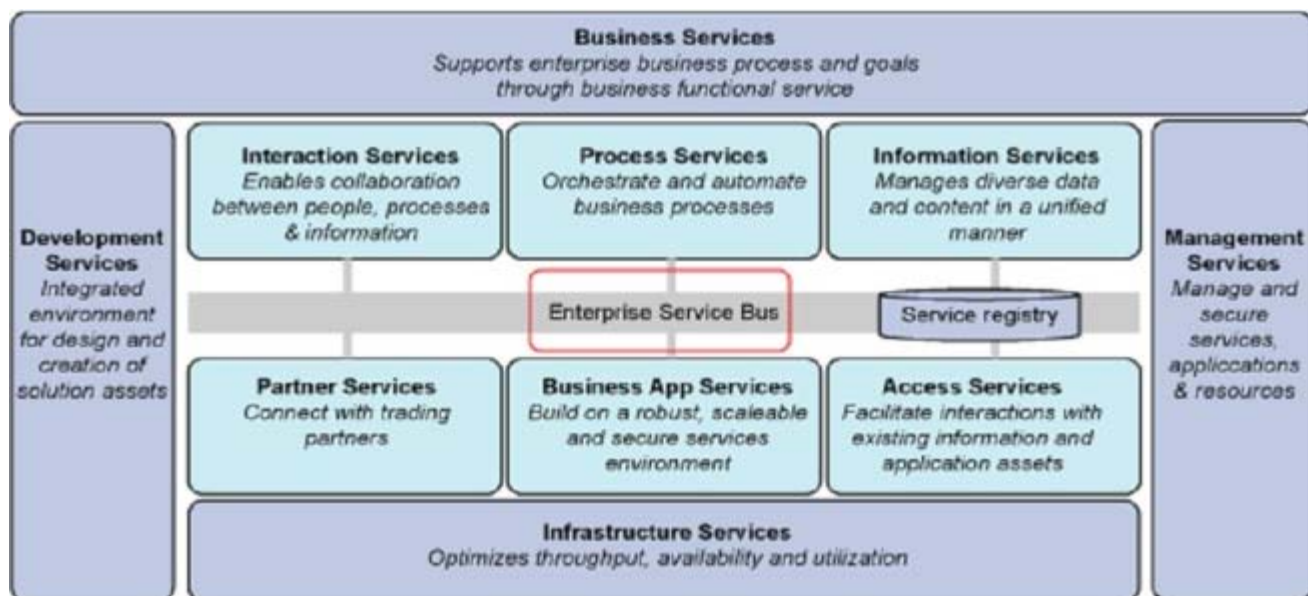 Business Services
Supports enterprise business process and goals
through business functional service
Development
Services
Integrated
environment
for design and
creation of
solution assets
Interaction Services
Enables collaboration
between people, processes
& information
Process Services
Orchestrate and automate
business processes
Information Services
Manages diverse data
and content in a unified
manner
Management
Services
Manage and
secure
services,
appliccations
& resources
Enterprise Service Bus
Service registry
Partner Services
Connect with trading
partners
Business App Services
Build on a robust, scaleable
and secure services
environment
Access Services
Facilitate interactions with
existing information and
application assets
Infrastructure Services
Optimizes throughput, availability and utilization